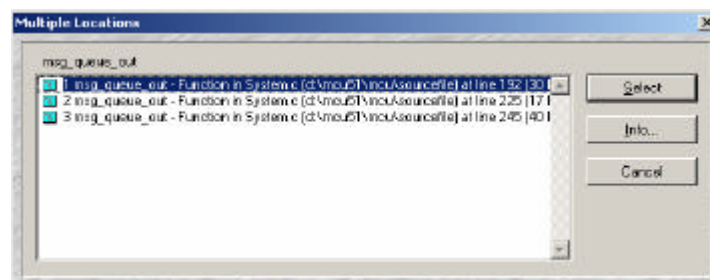 Multiple Locations
msg_queue_out
1 msg_queue_out - Function in System.c (d:\mcu51\mcu\sourcefile) at line 192 (30 l
2 msg_queue_out - Function in System.c (d:\mcu51\mcu\sourcefile) at line 225 (17 l
3 msg_queue_out - Function in System.c (d:\mcu51\mcu\sourcefile) at line 245 (40 l
Select
Info...
Cancel